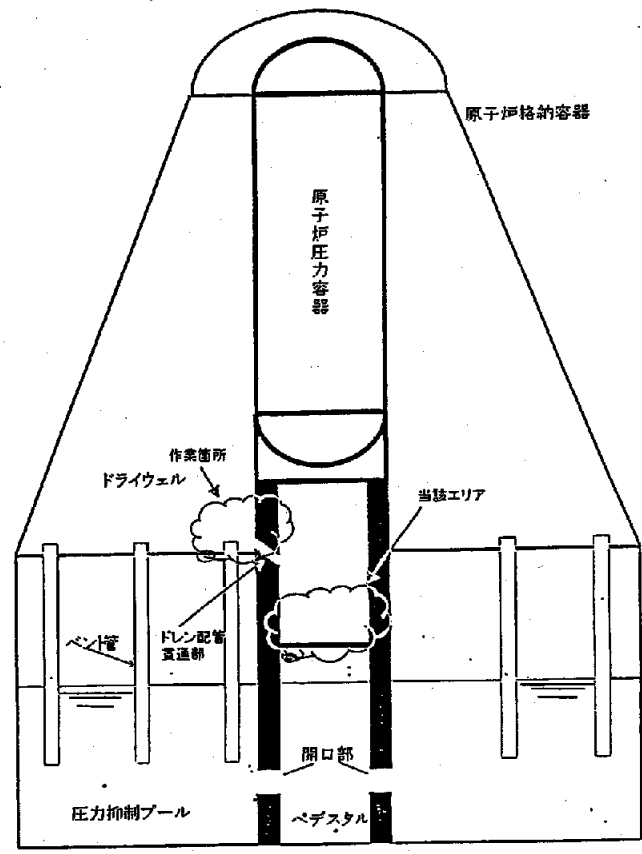 原子炉格納容器
原子炉圧力容器
作業箇所
ドライウェル
当該エリア
ベント管
ドレン配管
貫通部
開口部
圧力抑制プール
ペデスタル